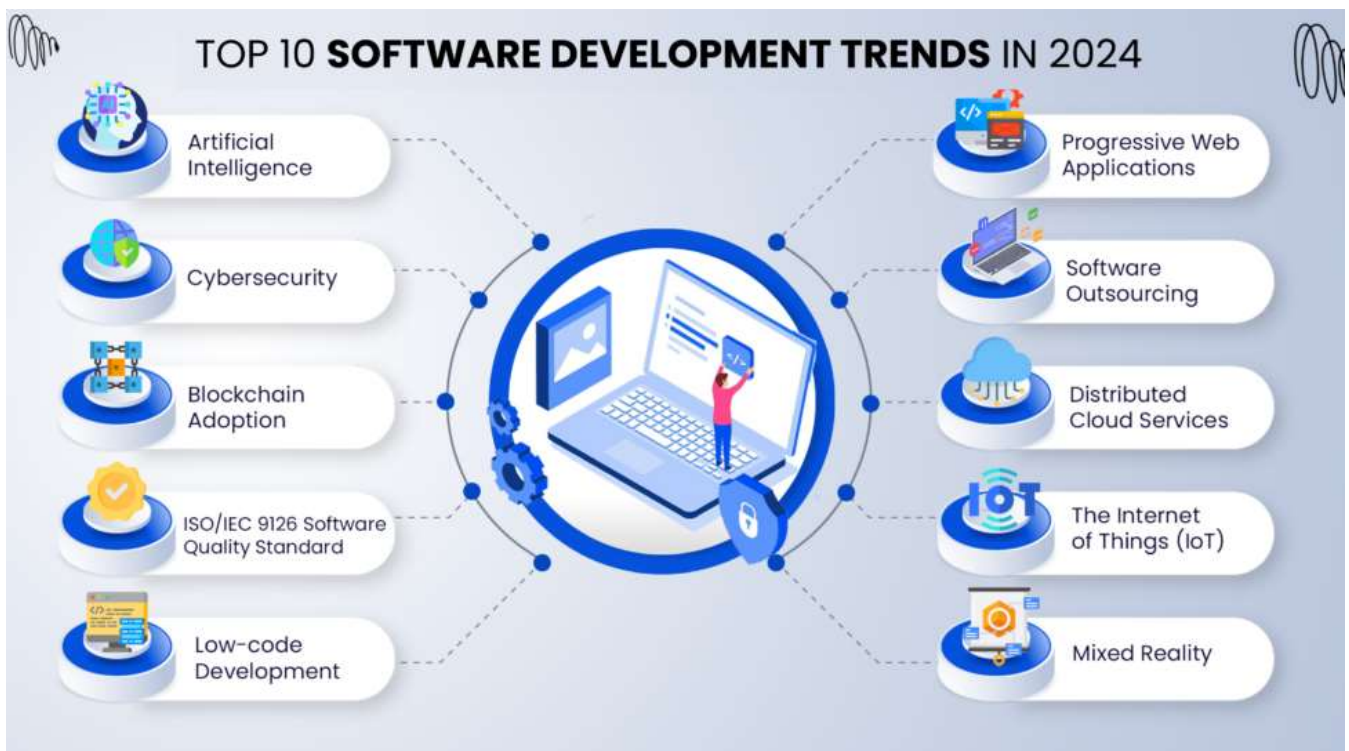 TOP 10 SOFTWARE DEVELOPMENT TRENDS IN 2024
Artificial
Intelligence
Cybersecurity
Blockchain
Adoption
ISO/IEC 9126 Software
Quality Standard
Low-code
Development
Progressive Web
Applications
Software
Outsourcing
Distributed
Cloud Services
IoT
The Internet
of Things (IoT)
Mixed Reality